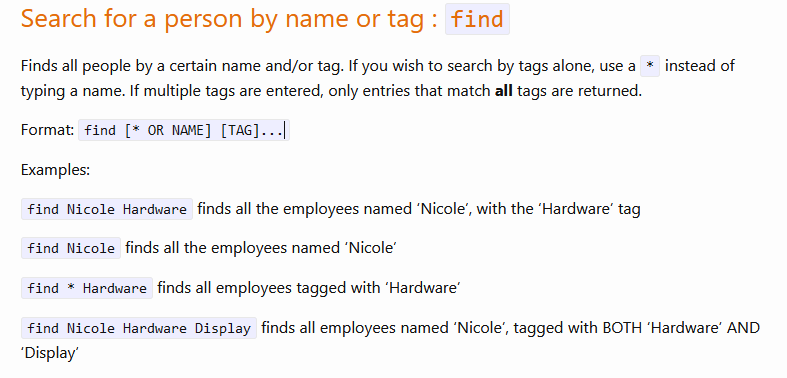 Search for a person by name or tag : find
Finds all people by a certain name and/or tag. If you wish to search by tags alone, use a * instead of
typing a name. If multiple tags are entered, only entries that match all tags are returned.
Format: find [* OR NAME] [TAG]...
Examples:
find Nicole Hardware finds all the employees named ‘Nicole’, with the ‘Hardware’ tag
find Nicole finds all the employees named ‘Nicole’
find * Hardware finds all employees tagged with ‘Hardware’
find Nicole Hardware Display finds all employees named ‘Nicole’, tagged with BOTH ‘Hardware’ AND
‘Display’